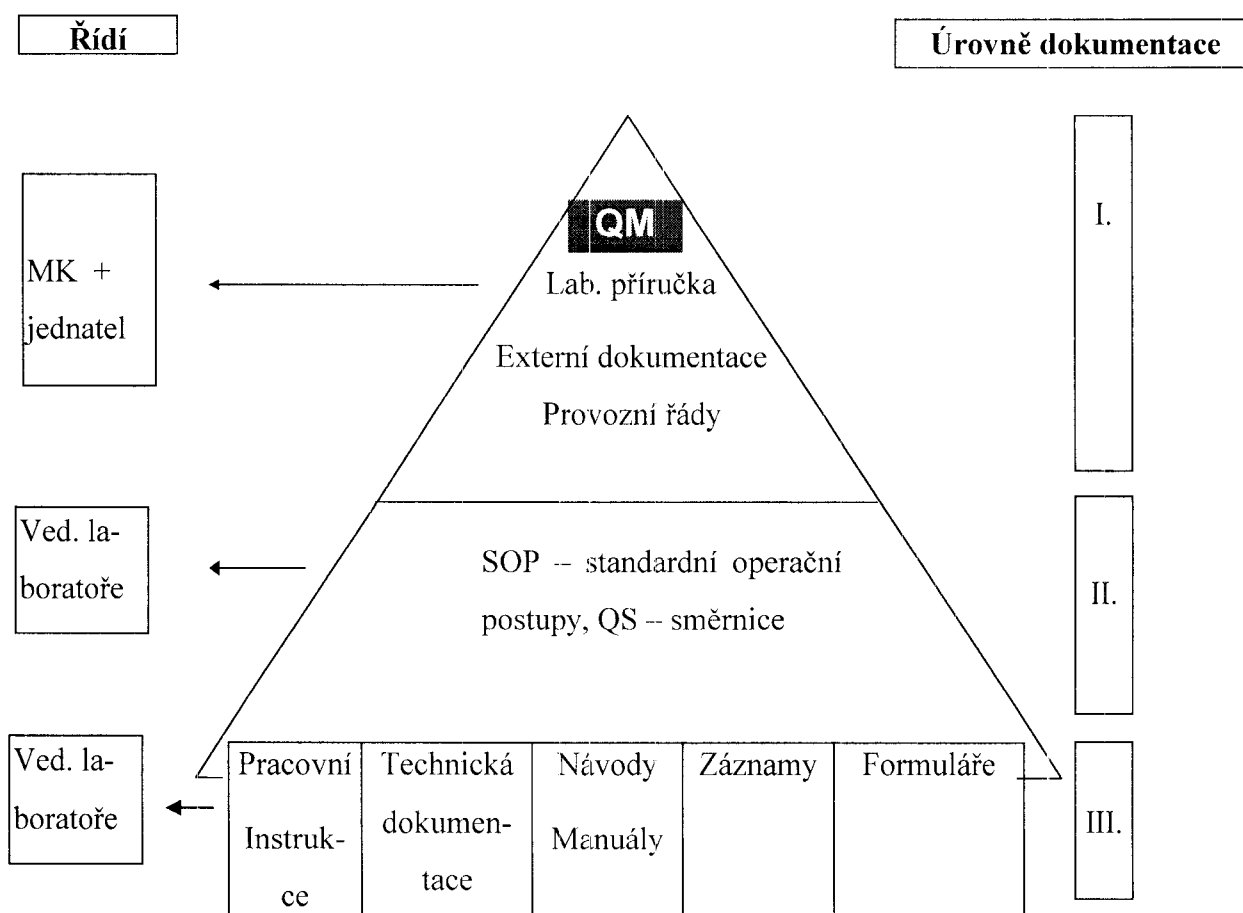 Řídí
Úrovně dokumentace
MK +
jednatel
QM
Lab. příručka
Externí dokumentace
Provozní řády
I.
Ved. la-
boratoře
SOP – standardní operační
postupy, QS – směrnice
II.
Ved. la-
boratoře
Pracovní
Instruk-
ce
Technická
dokumen-
tace
Návody
Manuály
Záznamy
Formuláře
III.